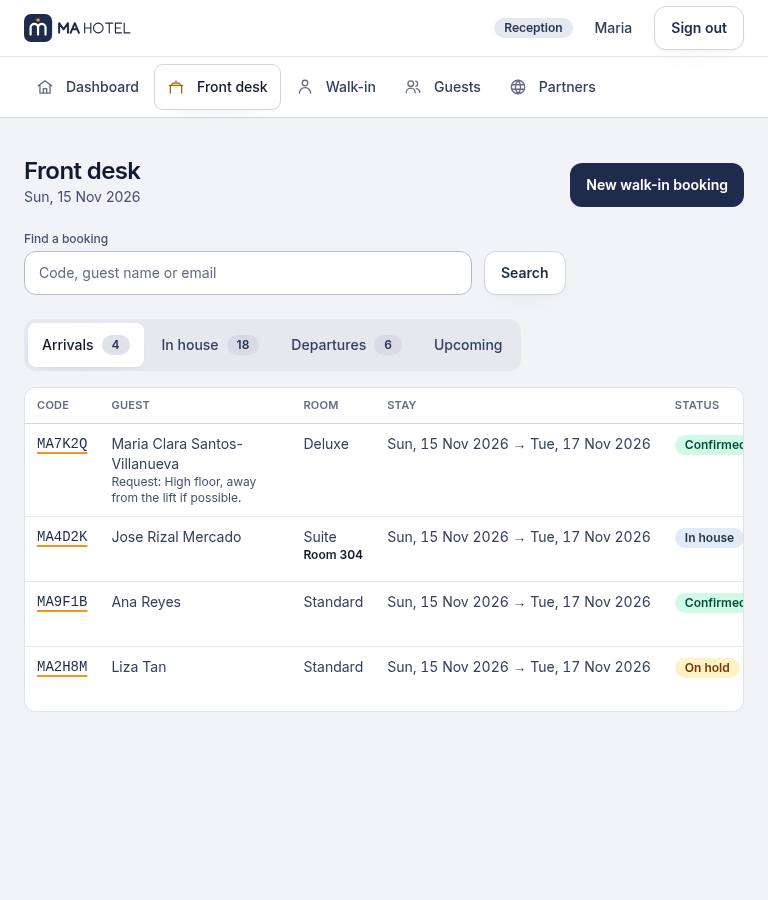 MA HOTEL
Reception
Maria
Sign out
Dashboard
Front desk
Walk-in
Guests
Partners
Front desk
Sun, 15 Nov 2026
New walk-in booking
Find a booking
Code, guest name or email
Search
Arrivals 4
In house 18
Departures 6
Upcoming
CODE GUEST ROOM STAY STATUS
MA7K2Q Maria Clara Santos- Deluxe Sun, 15 Nov 2026 → Tue, 17 Nov 2026 Confirmed
Villanueva
Request: High floor, away
from the lift if possible.
MA4D2K Jose Rizal Mercado Suite Sun, 15 Nov 2026 → Tue, 17 Nov 2026 In house
Room 304
MA9F1B Ana Reyes Standard Sun, 15 Nov 2026 → Tue, 17 Nov 2026 Confirmed
MA2H8M Liza Tan Standard Sun, 15 Nov 2026 → Tue, 17 Nov 2026 On hold